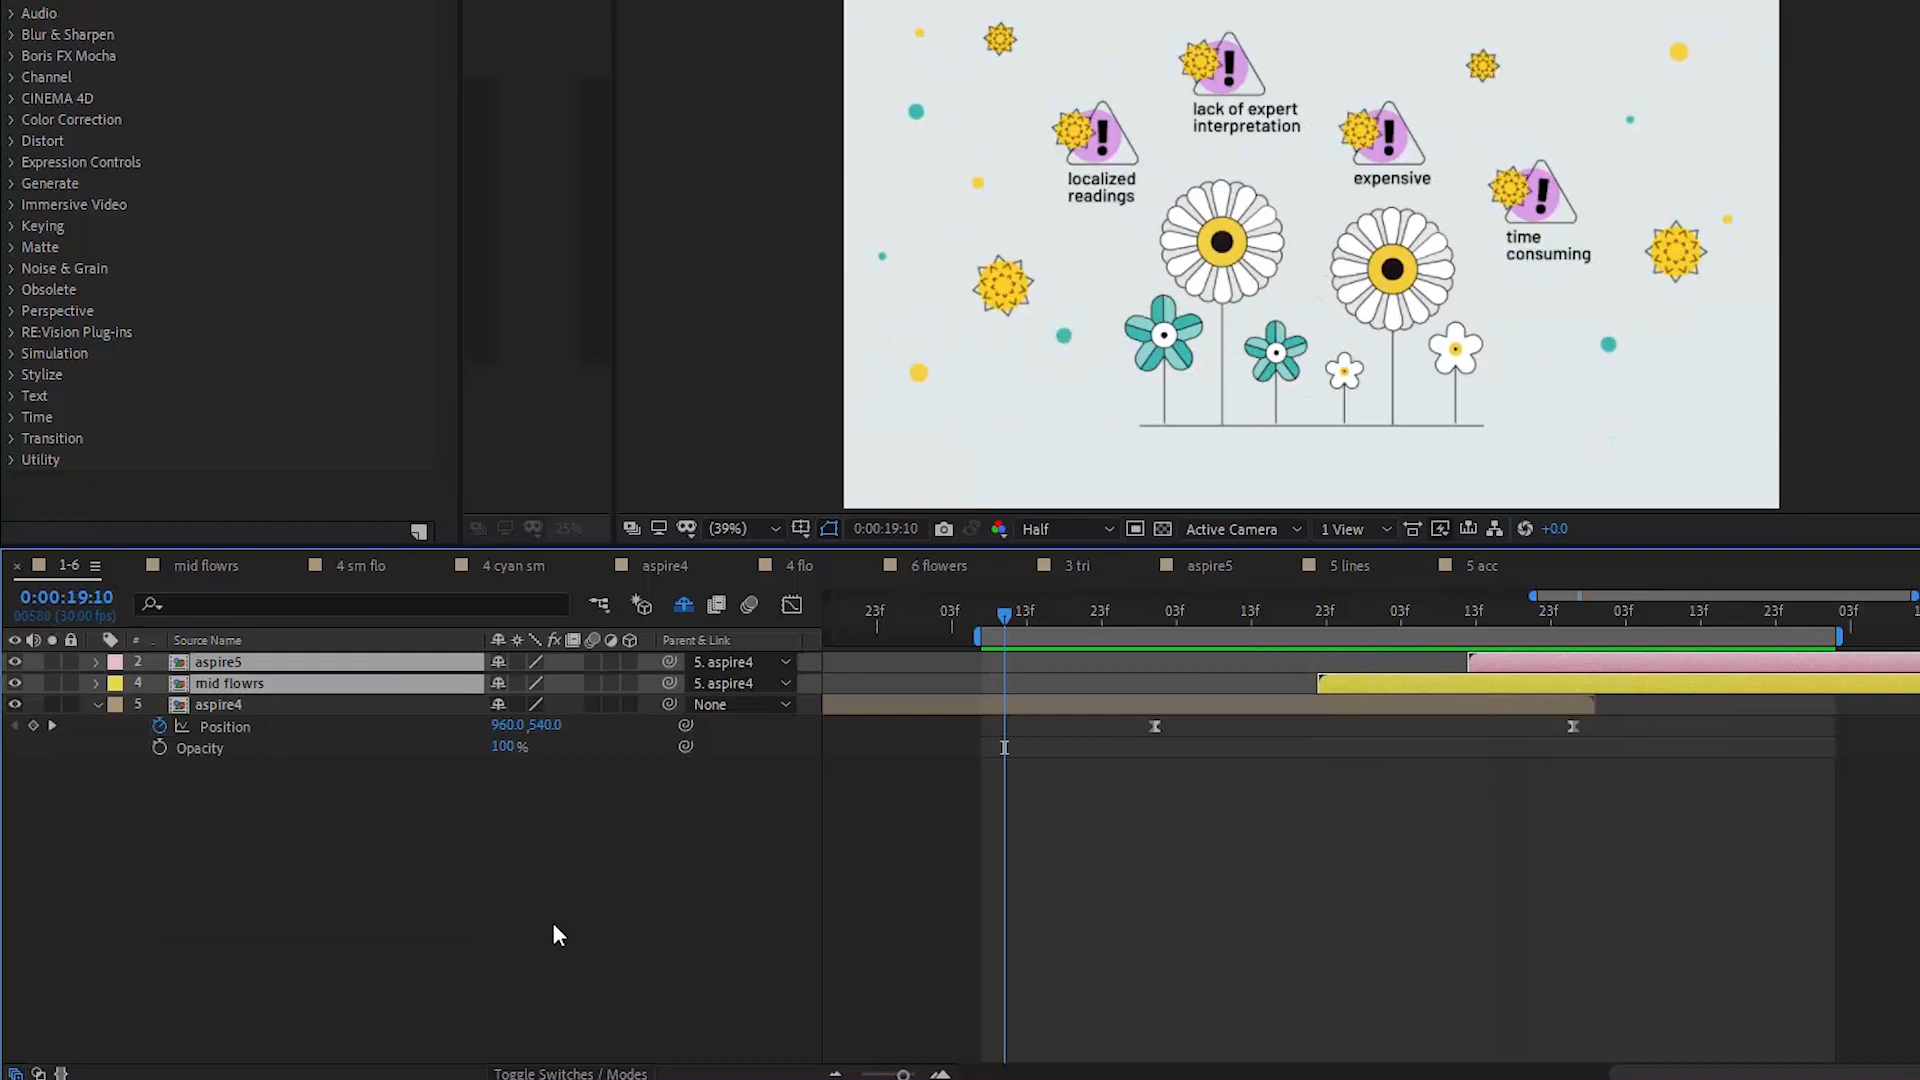 Audio
Blur & Sharpen
Boris FX Mocha
Channel
CINEMA 4D
Color Correction
Distort
Expression Controls
Generate
Immersive Video
Keying
Matte
Noise & Grain
Obsolete
Perspective
RE:Vision Plug-ins
Simulation
Stylize
Text
Time
Transition
Utility
lack of expert
interpretation
localized
readings
expensive
time
consuming
25%
(39%) 0:00:19:10 Half Active Camera 1 View +0.0
1-6 mid flowrs 4 sm flo 4 cyan sm aspire4 4 flo 6 flowers 3 tri aspire5 5 lines 5 acc
0:00:19:10
00580 (30.00 fps)
23f 03f 13f 23f 03f 13f 23f 03f 13f 23f 03f 13f 23f 03f
# Source Name fx Parent & Link
2 aspire5 5. aspire4
4 mid flowrs 5. aspire4
5 aspire4 None
Position 960.0,540.0
Opacity 100 %
Toggle Switches / Modes